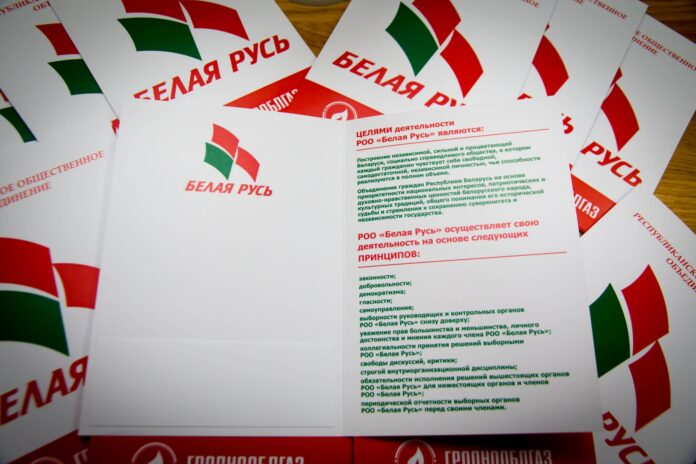 РЕСПУБЛИКАНСКОЕ ОБЩЕСТВЕННОЕ
БЕЛАЯ РУСЬ
БЕЛАЯ РУСЬ
ГРОДНООБЛГАЗ
ОБЩЕСТВЕННОЕ
БЕЛАЯ РУСЬ
БЕЛАЯ РУСЬ
ЦЕЛЯМИ деятельности
РОО «Белая Русь» являются:
Построение независимой, сильной и процветающей
Беларуси, социально справедливого общества, в котором
каждый гражданин чувствует себя свободной,
самодостаточной, независимой личностью, чьи способности
реализуются в полном объеме.
Объединение граждан Республики Беларусь на основе
приоритетности национальных интересов, патриотических и
духовно-нравственных ценностей белорусского народа,
культурных традиций, общего понимания его исторической
судьбы и стремления к сохранению суверенитета и
независимости государства.
РОО «Белая Русь» осуществляет свою
деятельность на основе следующих
ПРИНЦИПОВ:
законности;
добровольности;
демократизма;
гласности;
самоуправления;
выборности руководящих и контрольных органов
РОО «Белая Русь» снизу доверху;
уважение прав большинства и меньшинства, личного
достоинства и мнения каждого члена РОО «Белая Русь»;
коллегиальности принятия решений выборными
РОО «Белая Русь»;
свободы дискуссий, критики;
строгой внутриорганизационной дисциплины;
обязательности исполнения решений вышестоящих органов
РОО «Белая Русь» для нижестоящих органов и членов
РОО «Белая Русь»;
периодической отчетности выборных органов
РОО «Белая Русь» перед своими членами.
БЕЛАЯ
РУСЬ
ГРОДНООБЛГАЗ